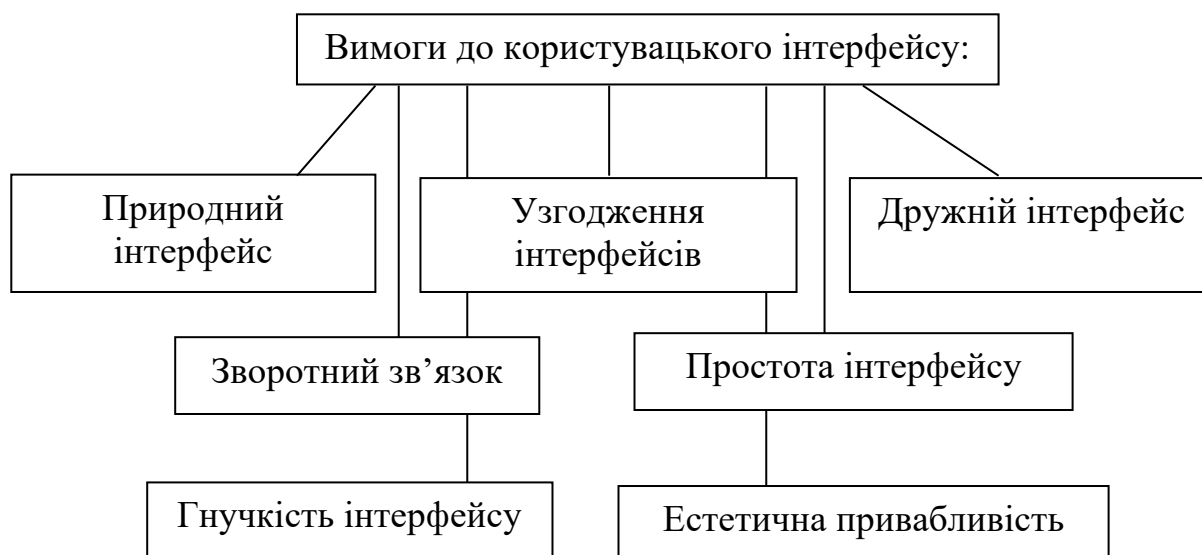 Вимоги до користувацького інтерфейсу:
Природний
інтерфейс
Узгодження
інтерфейсів
Дружній інтерфейс
Зворотний зв’язок
Простота інтерфейсу
Гнучкість інтерфейсу
Естетична привабливість